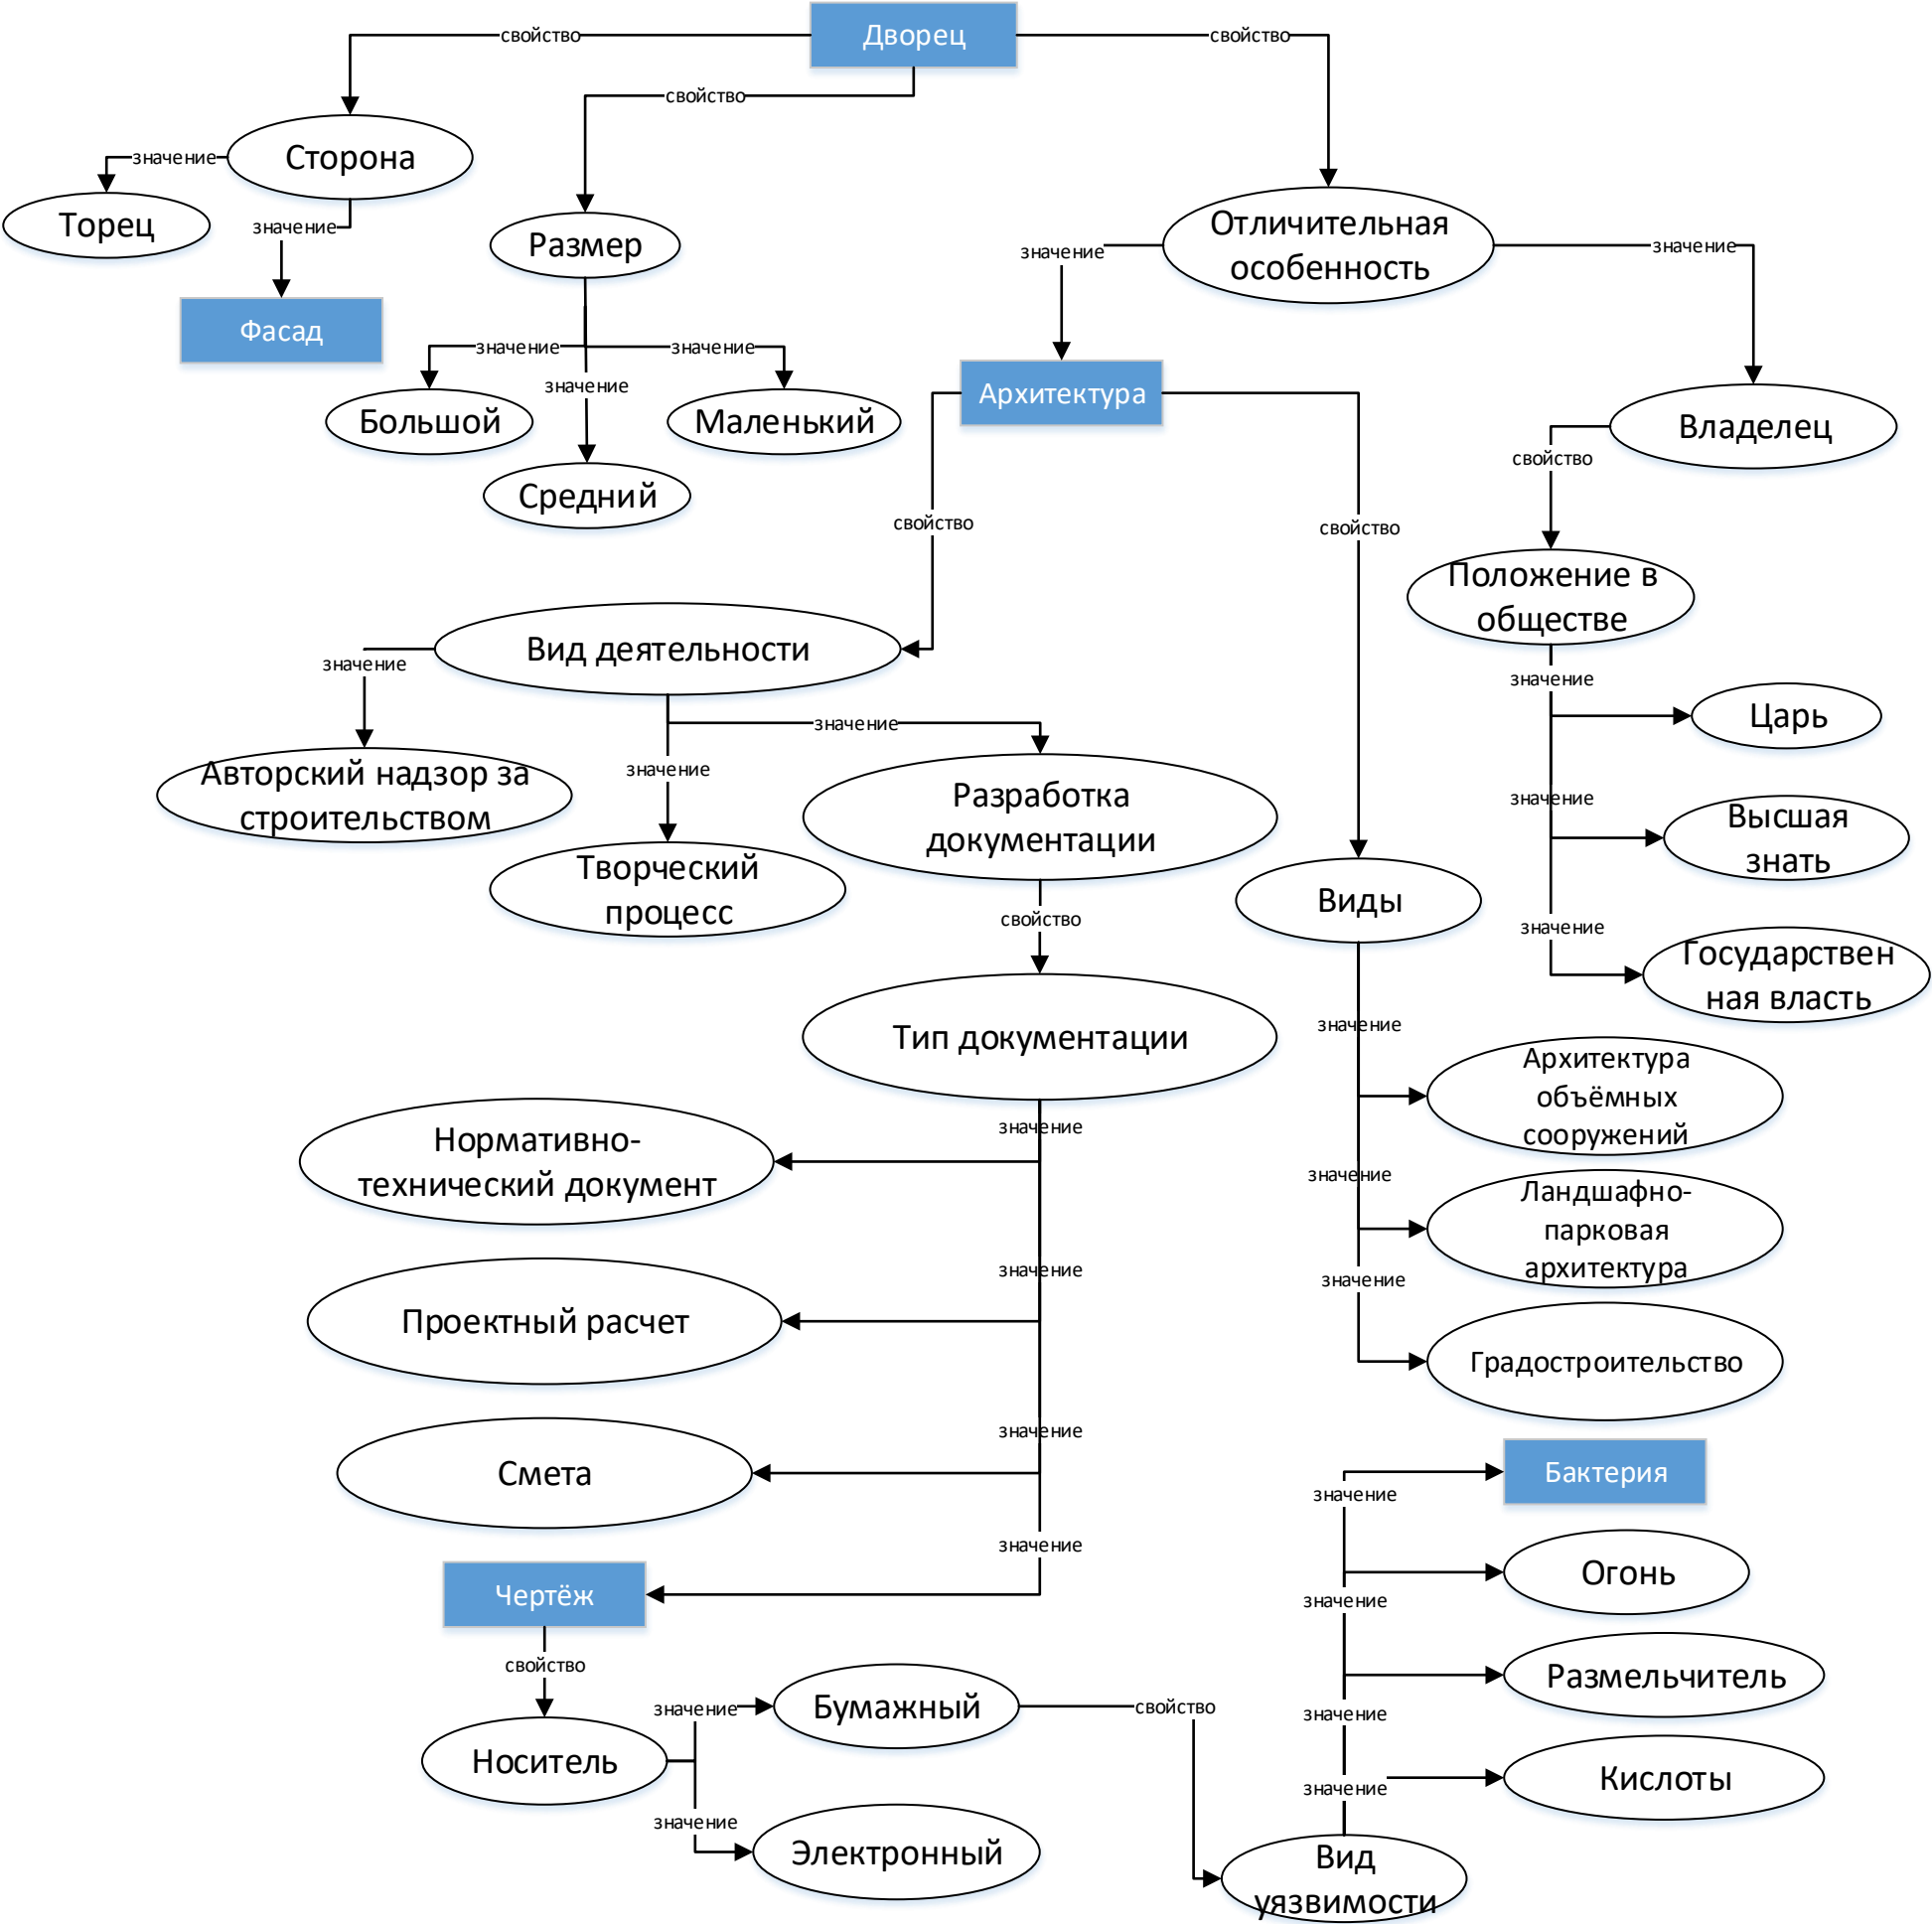 Дворец
свойство
свойство
свойство
Сторона
значение
Торец
значение
Фасад
Размер
значение
значение
значение
Большой
Маленький
Средний
Отличительная
особенность
значение
значение
Архитектура
Владелец
свойство
свойство
свойство
Положение в
обществе
значение
Царь
значение
Высшая
знать
значение
Государствен
ная власть
Вид деятельности
значение
значение
значение
Авторский надзор за
строительством
Творческий
процесс
Разработка
документации
свойство
Виды
Тип документации
значение
Архитектура
объёмных
сооружений
значение
Ландшафно-
парковая
архитектура
значение
Градостроительство
значение
Нормативно-
технический документ
значение
Проектный расчет
значение
Смета
значение
Чертёж
свойство
Носитель
значение
Бумажный
значение
Электронный
свойство
Бактерия
значение
Огонь
значение
Размельчитель
значение
Кислоты
значение
Вид
уязвимости